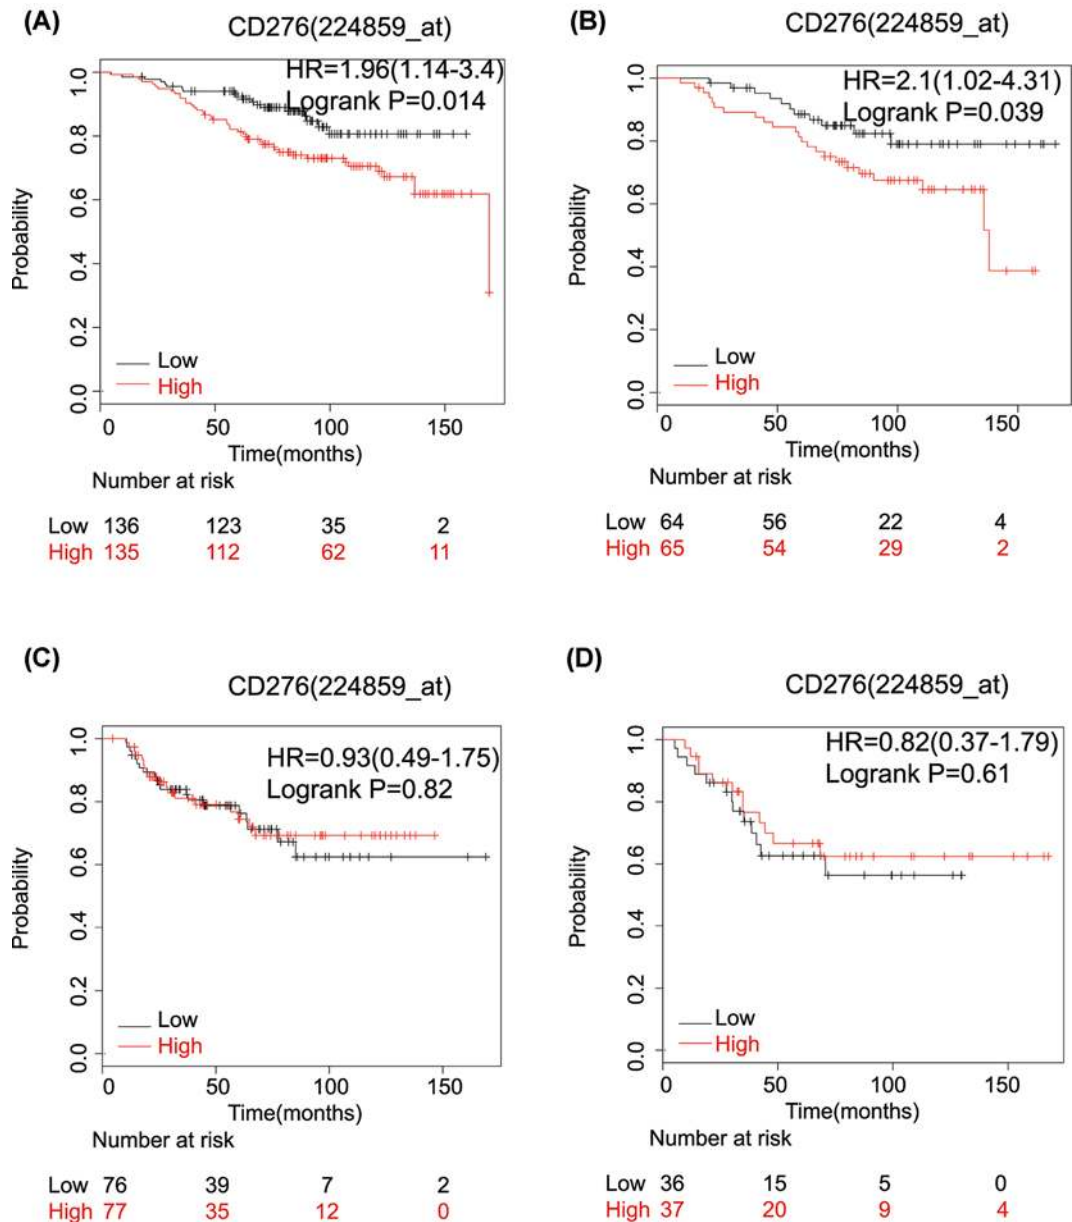 (A)
CD276(224859_at)
HR=1.96(1.14-3.4)
Logrank P=0.014
Probability
1.0
0.8
0.6
0.4
0.2
0.0
Low
High
0 50 100 150
Time(months)
Number at risk
Low 136 123 35 2
High 135 112 62 11
(B)
CD276(224859_at)
HR=2.1(1.02-4.31)
Logrank P=0.039
Probability
1.0
0.8
0.6
0.4
0.2
0.0
Low
High
0 50 100 150
Time(months)
Number at risk
Low 64 56 22 4
High 65 54 29 2
(C)
CD276(224859_at)
HR=0.93(0.49-1.75)
Logrank P=0.82
Probability
1.0
0.8
0.6
0.4
0.2
0.0
Low
High
0 50 100 150
Time(months)
Number at risk
Low 76 39 7 2
High 77 35 12 0
(D)
CD276(224859_at)
HR=0.82(0.37-1.79)
Logrank P=0.61
Probability
1.0
0.8
0.6
0.4
0.2
0.0
Low
High
0 50 100 150
Time(months)
Number at risk
Low 36 15 5 0
High 37 20 9 4